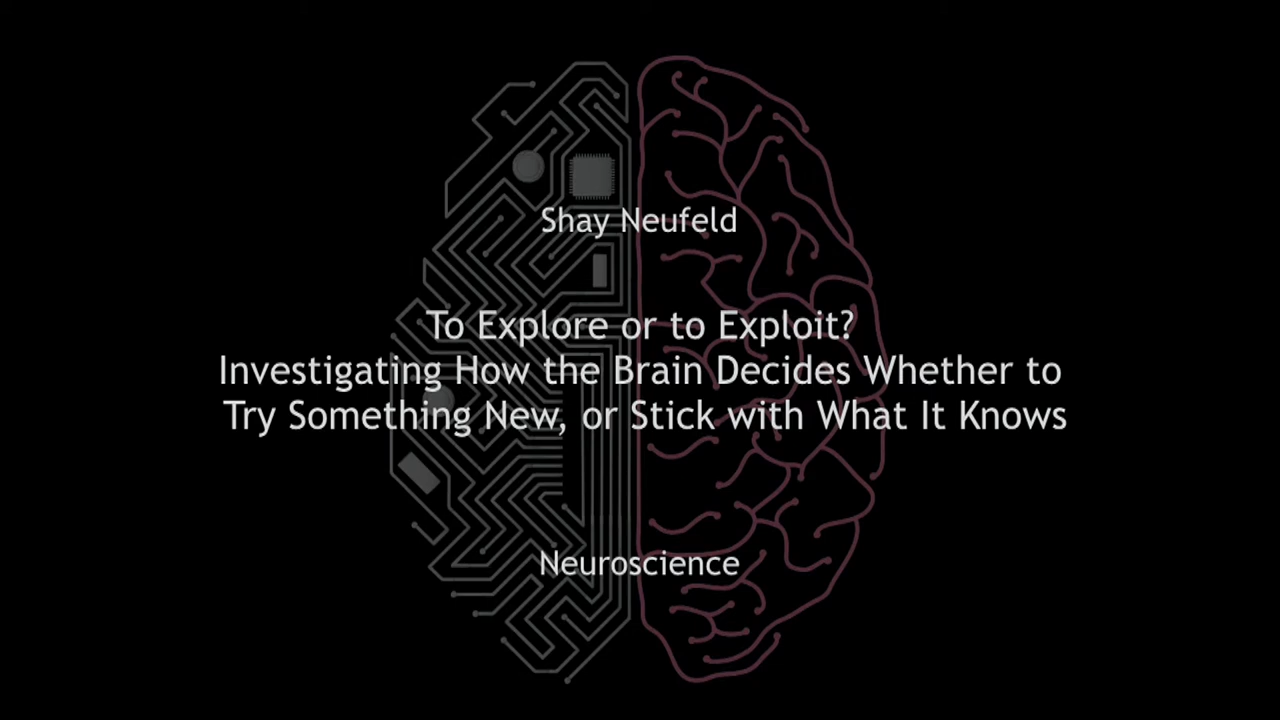 Shay Neufeld
To Explore or to Exploit?
Investigating How the Brain Decides Whether to
Try Something New, or Stick with What It Knows
Neuroscience